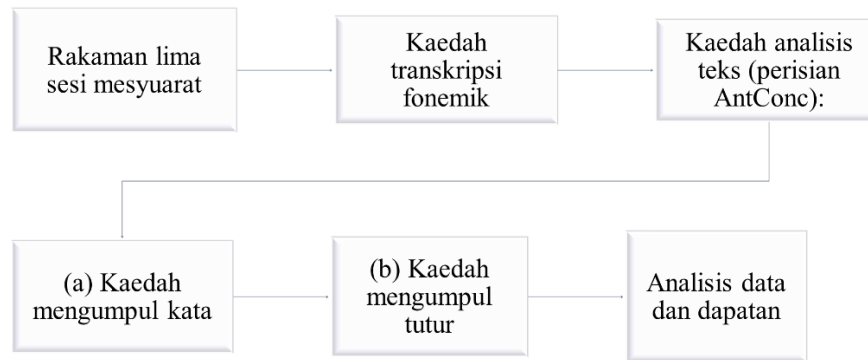 Rakaman lima
sesi mesyuarat
Kaedah
transkripsi
fonemik
Kaedah analisis
teks (perisian
AntConc):
(a) Kaedah
mengumpul kata
(b) Kaedah
mengumpul
tutur
Analisis data
dan dapatan